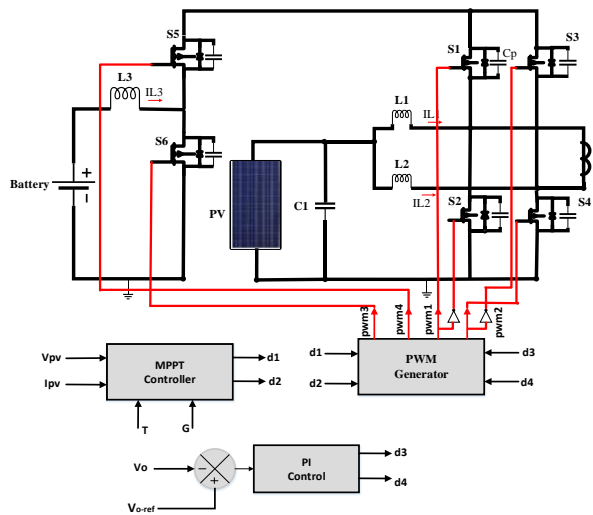 S5
S1
S3
Cp
L3
IL3
L1
IL1
S6
L2
Battery
+
−
PV
C1
IL2
S2
S4
pwm3
pwm4
pwm1
pwm2
Vpv
Ipv
MPPT
Controller
d1
d2
T
G
d1
d2
PWM
Generator
d3
d4
Vo
−
+
Vo-ref
PI
Control
d3
d4